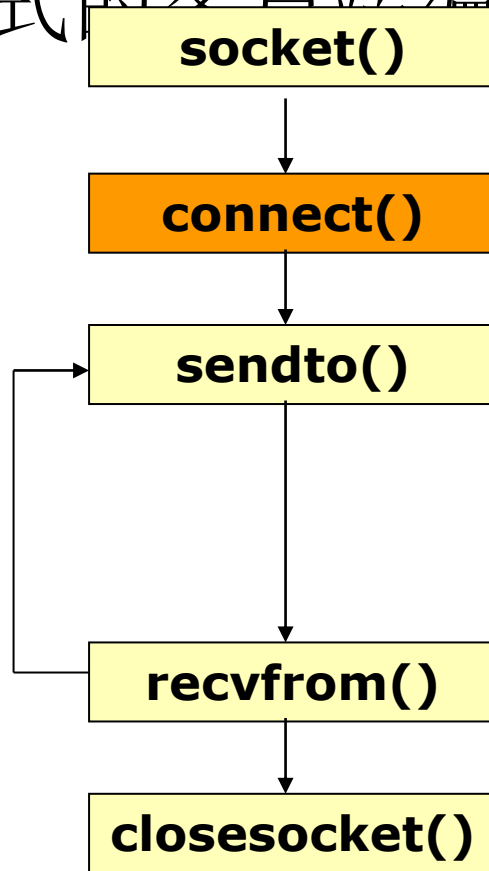 socket()
connect()
sendto()
recvfrom()
closesocket()